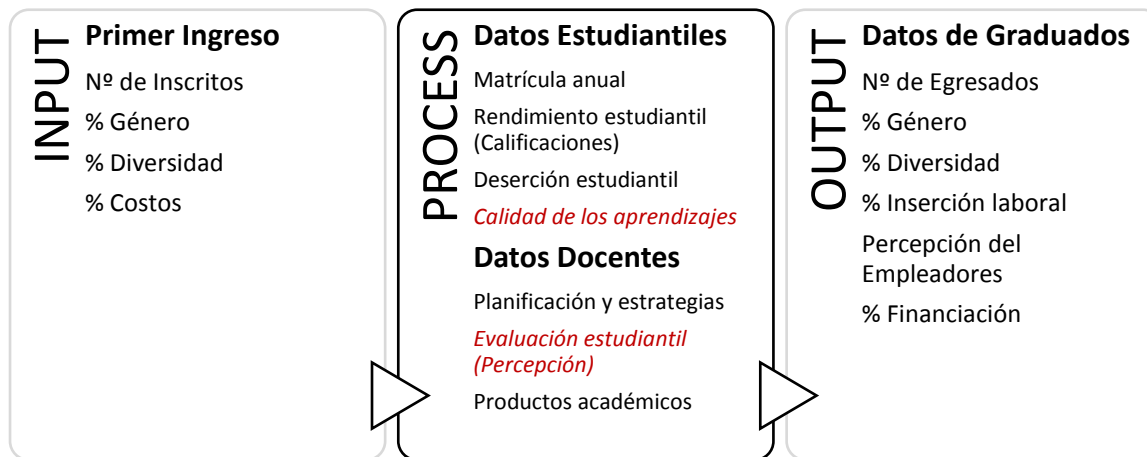 INPUT
Primer Ingreso
Nº de Inscritos
% Género
% Diversidad
% Costos
PROCESS
Datos Estudiantiles
Matrícula anual
Rendimiento estudiantil
(Calificaciones)
Deserción estudiantil
Calidad de los aprendizajes
Datos Docentes
Planificación y estrategias
Evaluación estudiantil
(Percepción)
Productos académicos
OUTPUT
Datos de Graduados
Nº de Egresados
% Género
% Diversidad
% Inserción laboral
Percepción del
Empleadores
% Financiación